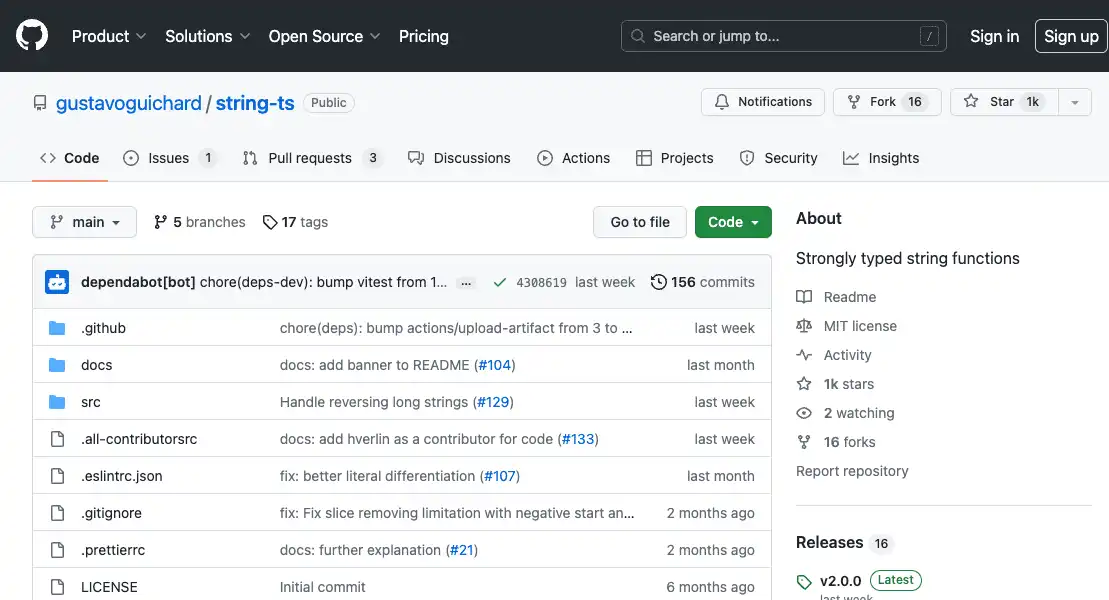 Product Solutions Open Source Pricing Search or jump to... / Sign in Sign up
gustavoguichard / string-ts Public Notifications Fork 16 Star 1k
Code Issues 1 Pull requests 3 Discussions Actions Projects Security Insights
main 5 branches 17 tags Go to file Code
dependabot[bot] chore(deps-dev): bump vitest from 1... ... 4308619 last week 156 commits
.github chore(deps): bump actions/upload-artifact from 3 to ... last week
docs docs: add banner to README (#104) last month
src Handle reversing long strings (#129) last week
.all-contributorsrc docs: add hverlin as a contributor for code (#133) last week
.eslintrc.json fix: better literal differentiation (#107) last month
.gitignore fix: Fix slice removing limitation with negative start an... 2 months ago
.prettierrc docs: further explanation (#21) 2 months ago
LICENSE Initial commit 6 months ago
About
Strongly typed string functions
Readme
MIT license
Activity
1k stars
2 watching
16 forks
Report repository
Releases 16
v2.0.0 Latest
last week